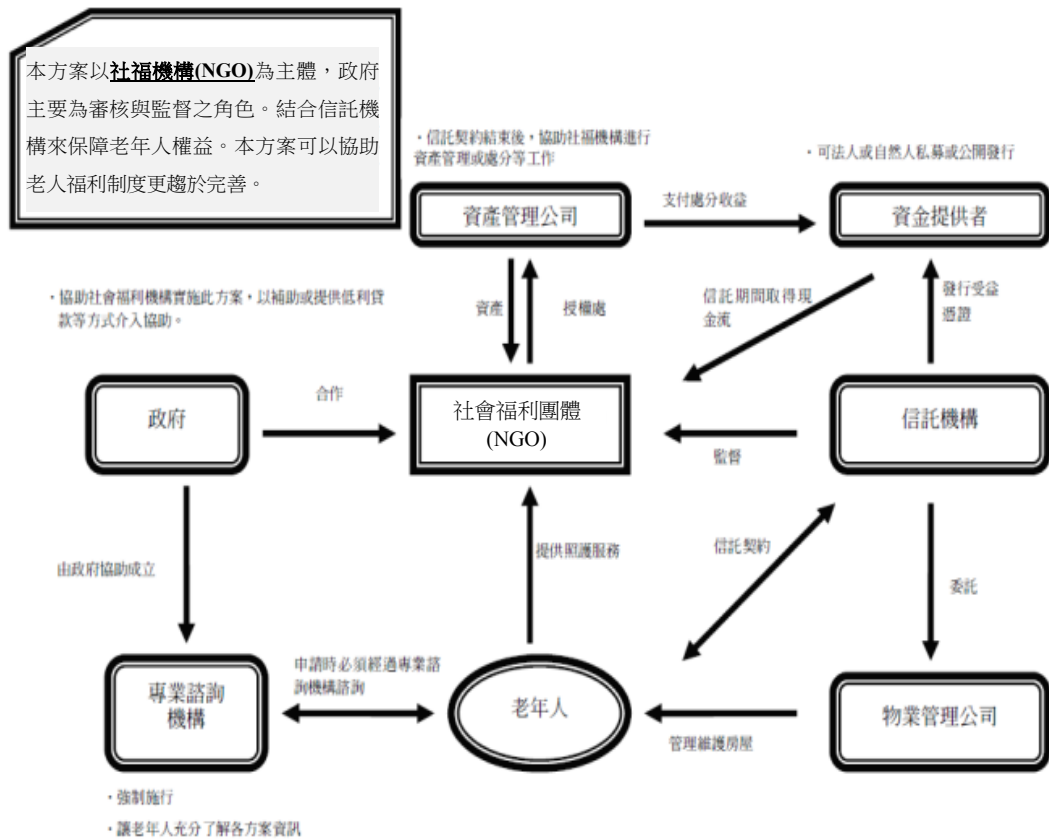 本方案以社福機構(NGO)為主體，政府
主要為審核與監督之角色。結合信託機
構來保障老年人權益。本方案可以協助
老人福利制度更趨於完善。
・信託契約結束後，協助社福機構進行
資產管理或處分等工作
・可法人或自然人私募或公開發行
資產管理公司
支付處分收益
資金提供者
・協助社會福利機構實施此方案，以補助或提供低利貸
款等方式介入協助。
資產
授權處
信託期間取得現
金流
發行受益
憑證
政府
合作
社會福利團體
(NGO)
監督
信託機構
由政府協助成立
提供照護服務
信託契約
委託
專業諮詢
機構
申請時必須經過專業諮
詢機構諮詢
老年人
管理維護房屋
物業管理公司
・強制施行
・讓老年人充分了解各方案資訊